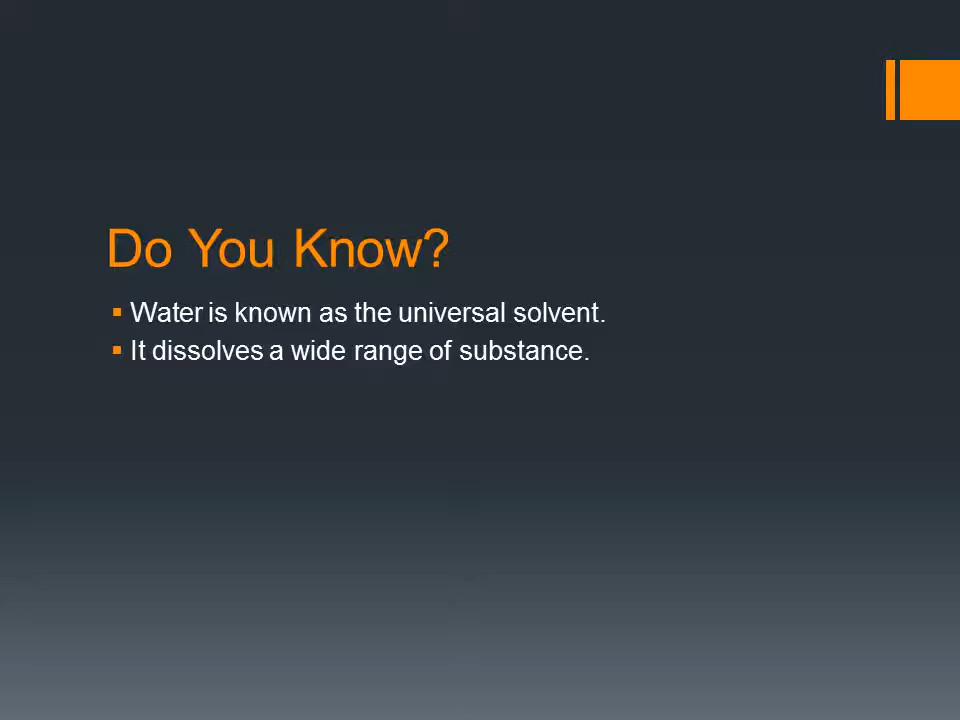 Do You Know?
Water is known as the universal solvent.
It dissolves a wide range of substance.